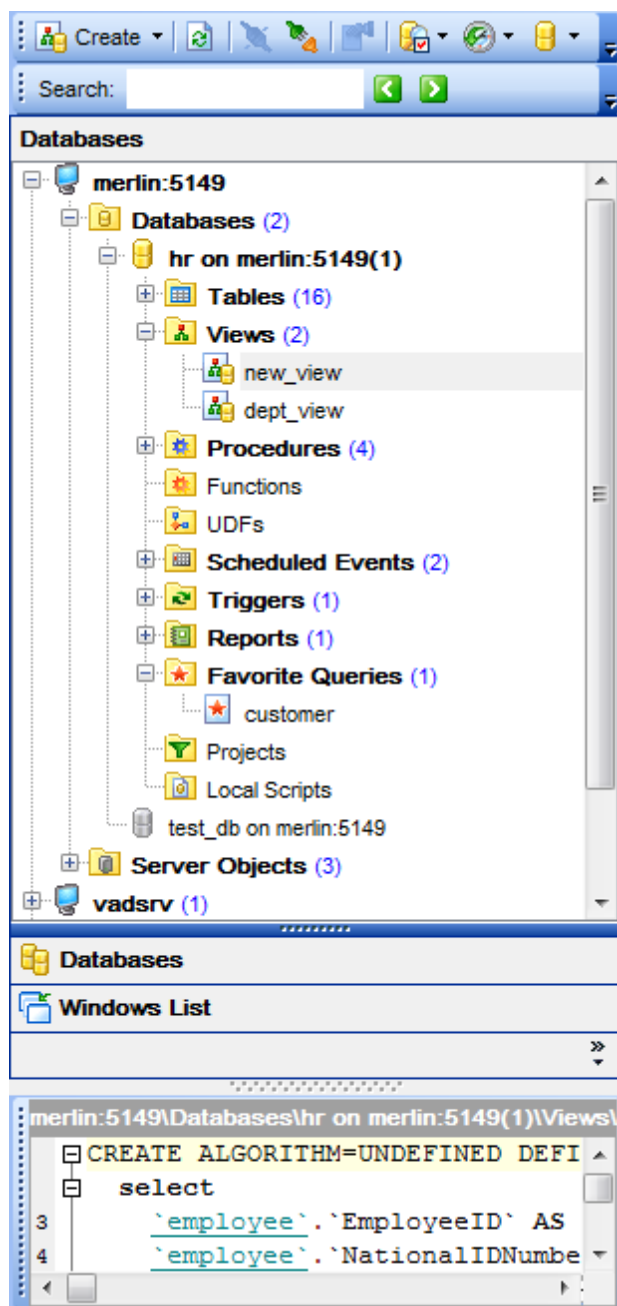 Create
Search:
Databases
merlin:5149
Databases (2)
hr on merlin:5149(1)
Tables (16)
Views (2)
new_view
dept_view
Procedures (4)
Functions
UDFs
Scheduled Events (2)
Triggers (1)
Reports (1)
Favorite Queries (1)
customer
Projects
Local Scripts
test_db on merlin:5149
Server Objects (3)
vadsrv (1)
Databases
Windows List
merlin:5149\Databases\hr on merlin:5149(1)\Views\
CREATE ALGORITHM=UNDEFINED DEFI
select
3 `employee`.`EmployeeID` AS
4 `employee`.`NationalIDNumbe